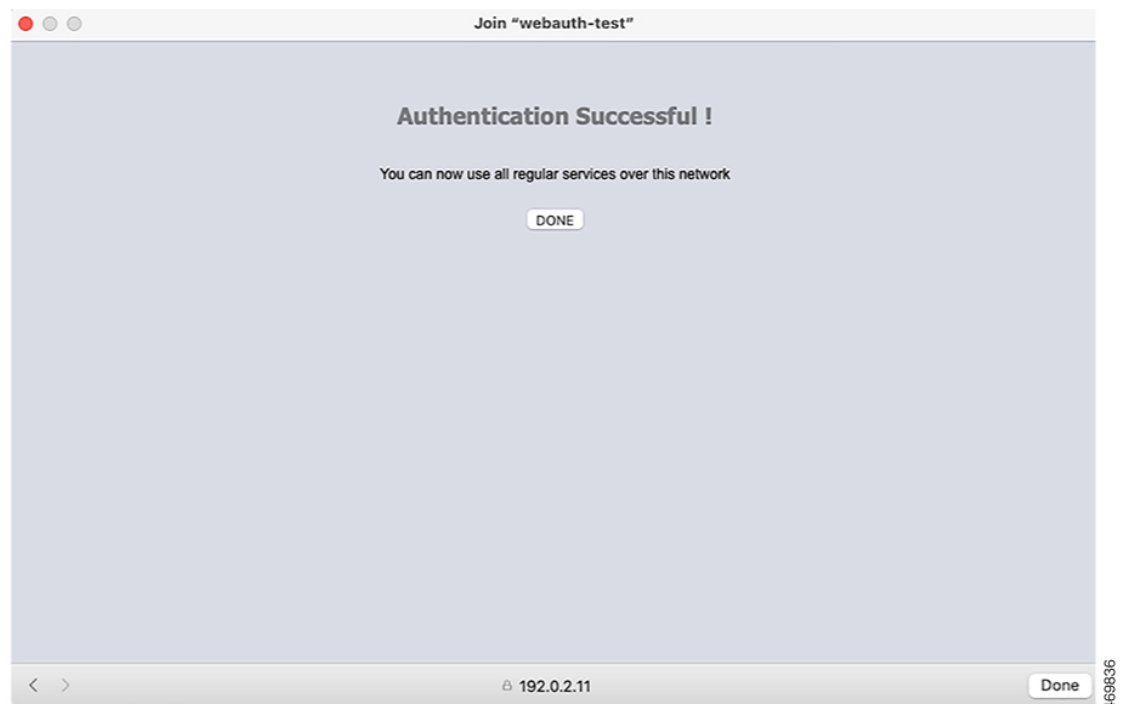 Join “webauth-test”
Authentication Successful !
You can now use all regular services over this network
DONE
192.0.2.11
Done